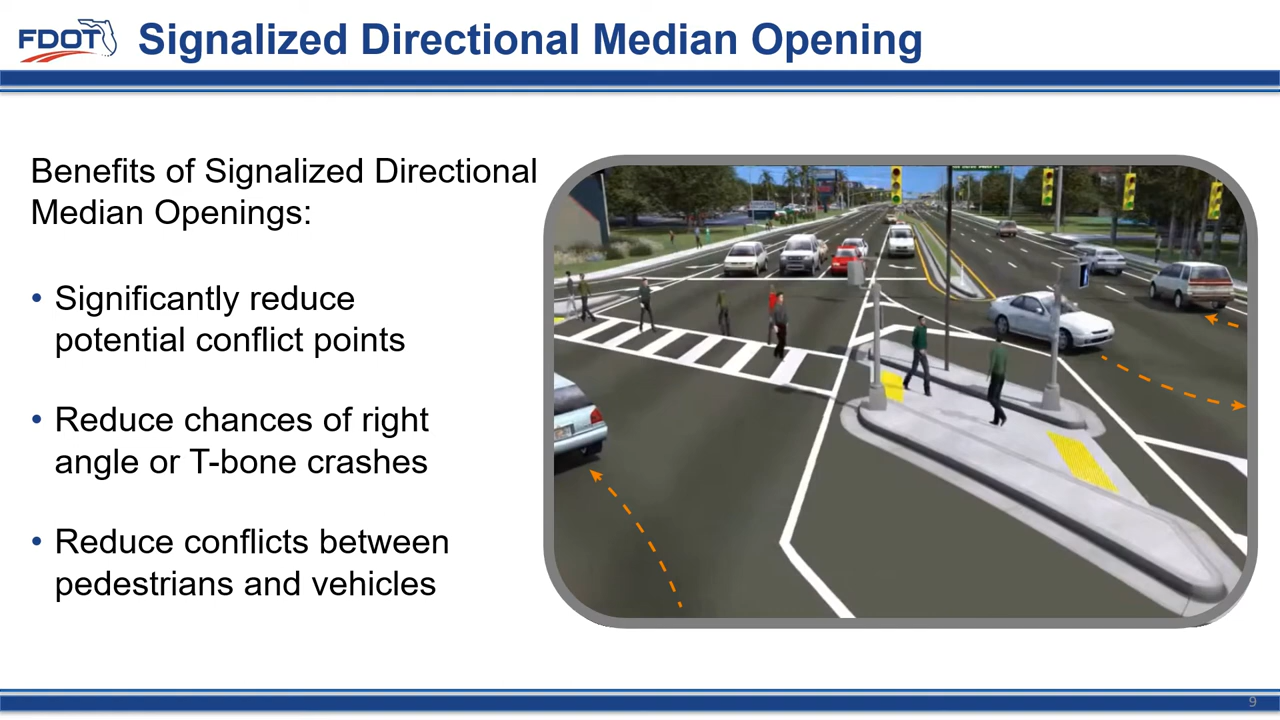 FDOT
Signalized Directional Median Opening
Benefits of Signalized Directional
Median Openings:
• Significantly reduce
potential conflict points
• Reduce chances of right
angle or T-bone crashes
• Reduce conflicts between
pedestrians and vehicles
9